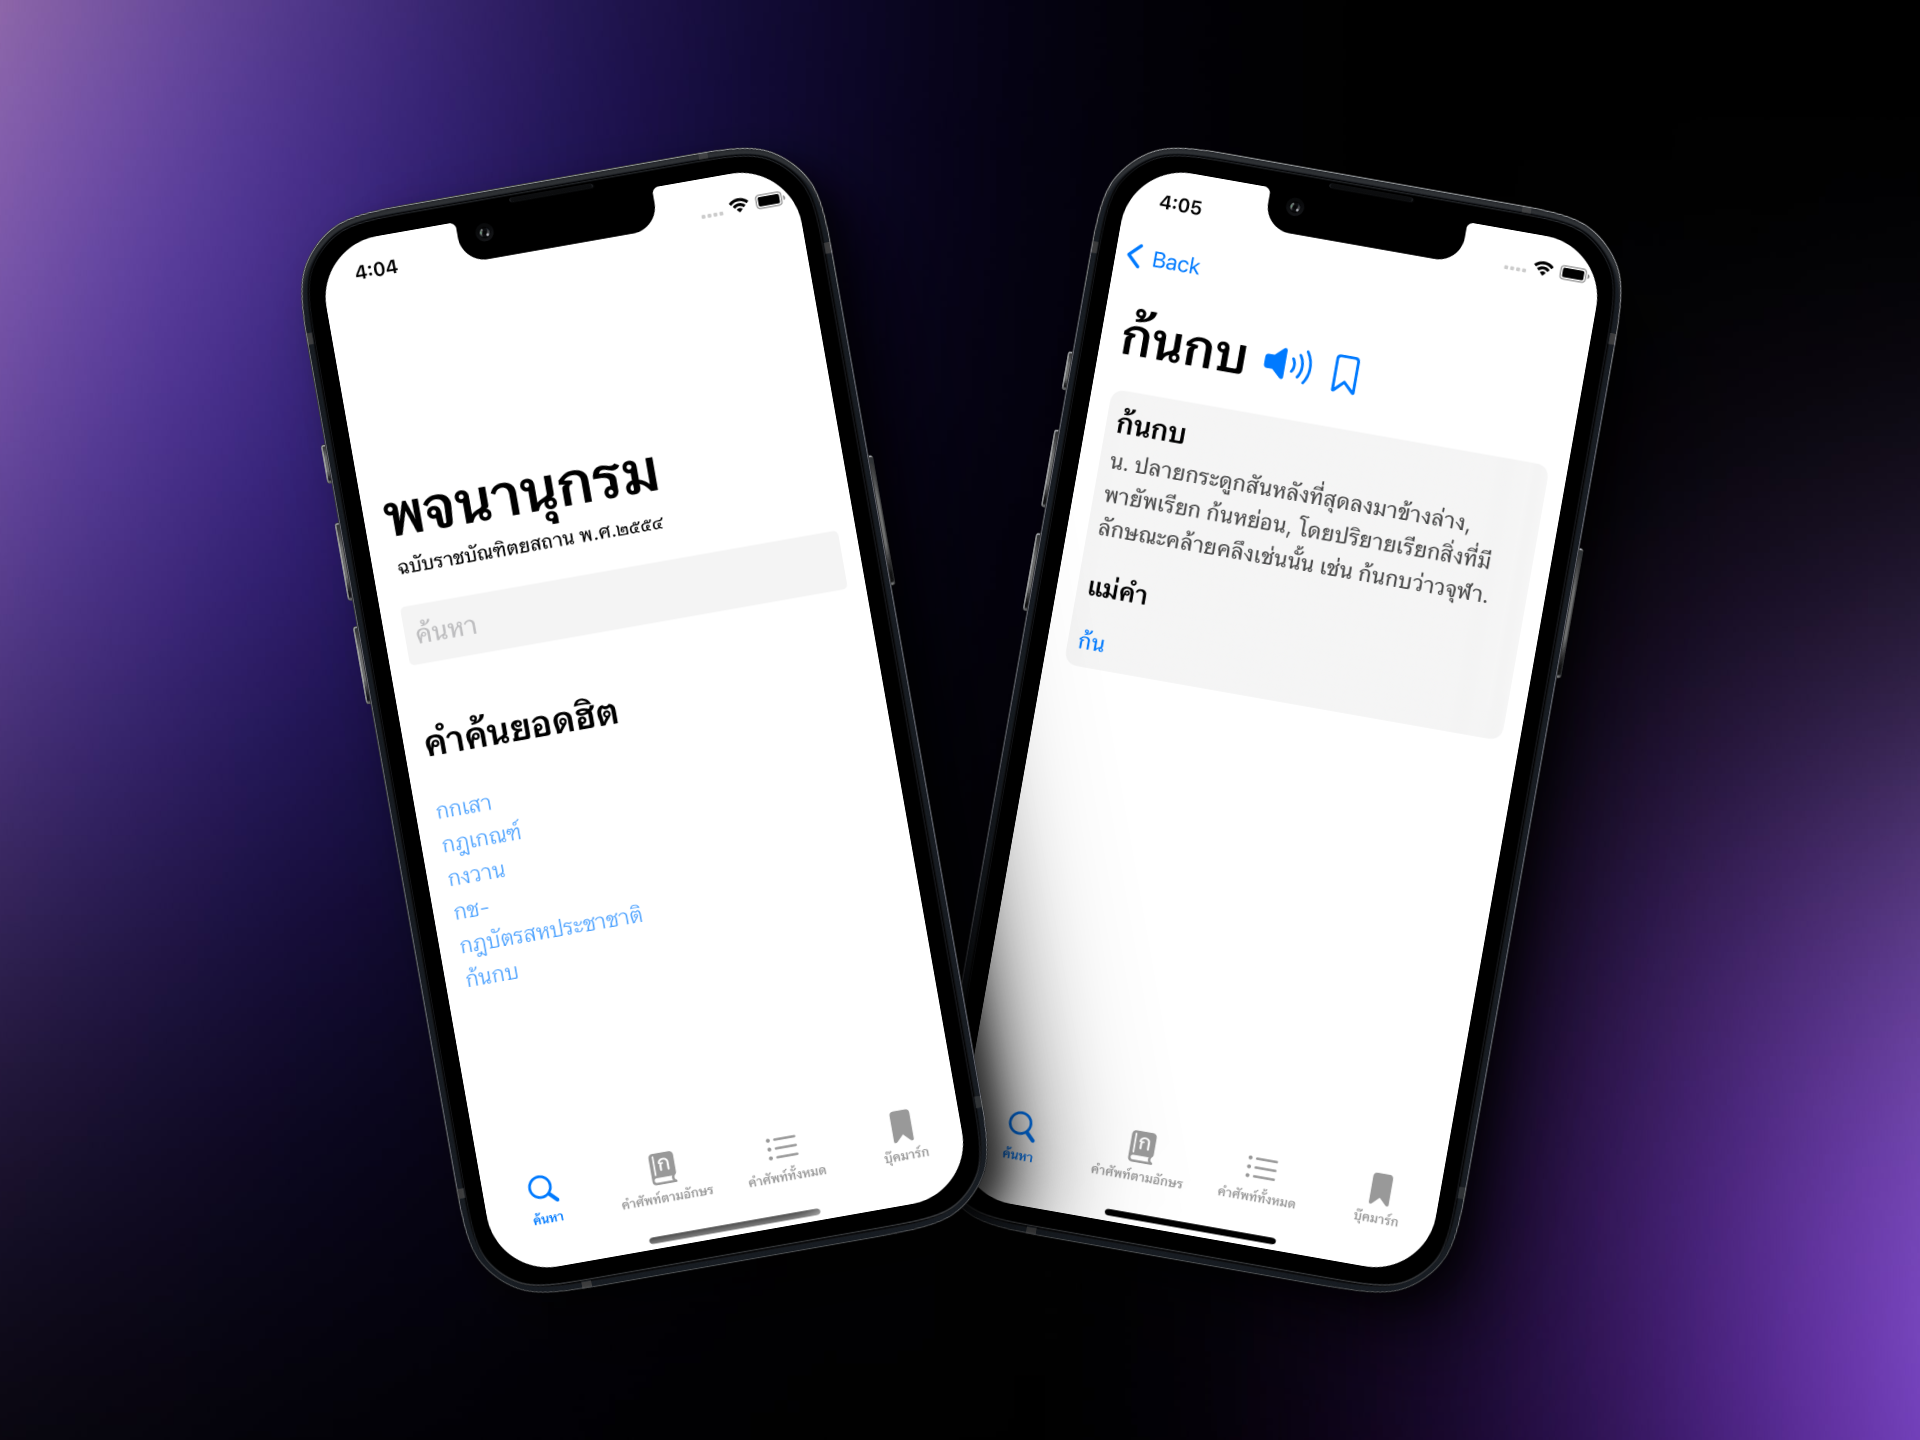 4:04
พจนานุกรม
ฉบับราชบัณฑิตยสถาน พ.ศ.๒๕๕๔
ค้นหา
คำค้นยอดฮิต
กกเสา
กฎเกณฑ์
กงวาน
กช-
กฎบัตรสหประชาชาติ
ก้นกบ
ก
ค้นหา
คำศัพท์ตามอักษร
คำศัพท์ทั้งหมด
บุ๊คมาร์ก
4:05
Back
ก้นกบ
ก้นกบ
น. ปลายกระดูกสันหลังที่สุดลงมาข้างล่าง,
พายัพเรียก ก้นหย่อน, โดยปริยายเรียกสิ่งที่มี
ลักษณะคล้ายคลึงเช่นนั้น เช่น ก้นกบว่าวจุฬา.
แม่คำ
ก้น
ก
ค้นหา
คำศัพท์ตามอักษร
คำศัพท์ทั้งหมด
บุ๊คมาร์ก